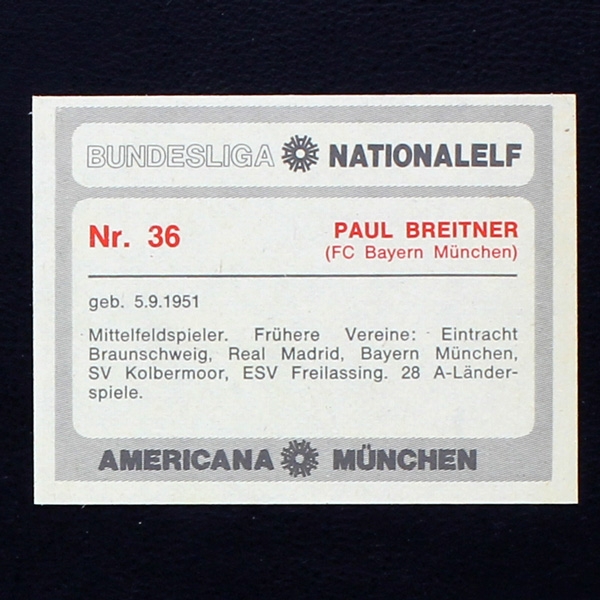 BUNDESLIGA NATIONALELF
Nr. 36
PAUL BREITNER
(FC Bayern München)
geb. 5.9.1951
Mittelfeldspieler. Frühere Vereine: Eintracht
Braunschweig, Real Madrid, Bayern München,
SV Kolbermoor, ESV Freilassing. 28 A-Länder-
spiele.
AMERICANA MÜNCHEN